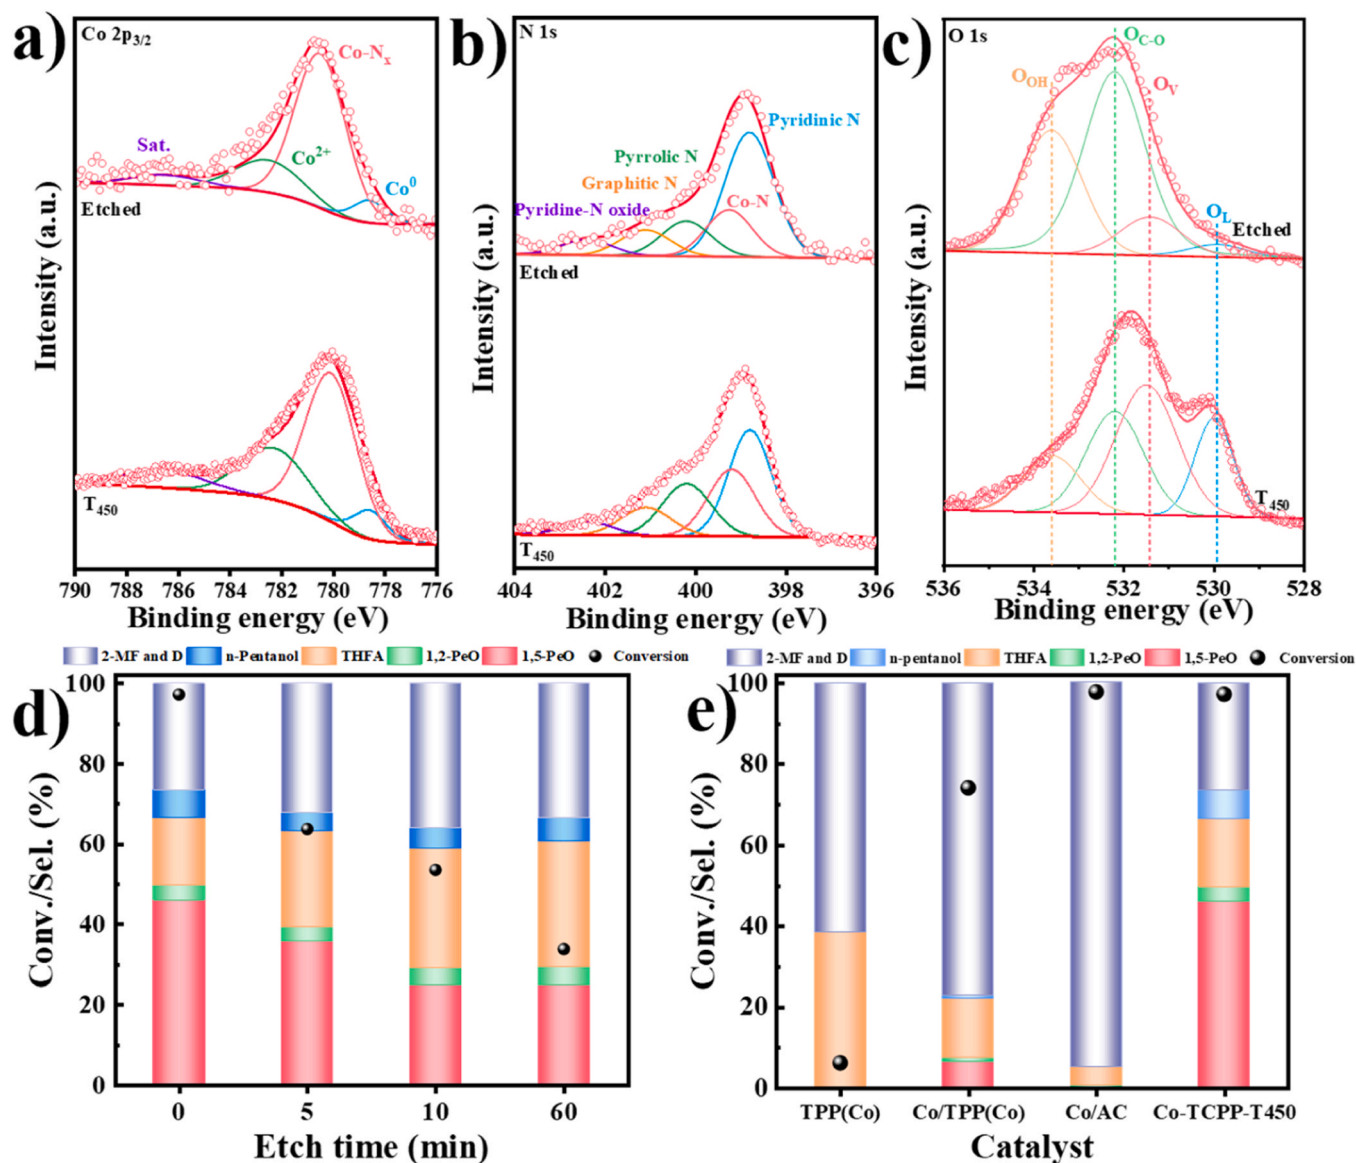 a)
Co 2p3/2
Co-Nx
Sat.
Co2+
Co0
Etched
T450
Intensity (a.u.)
790 788 786 784 782 780 778 776
Binding energy (eV)
b)
N 1s
Pyridinic N
Pyrrolic N
Graphitic N
Co-N
Pyridine-N oxide
Etched
T450
Intensity (a.u.)
404 402 400 398 396
Binding energy (eV)
c)
O 1s
OC-O
OOH
OV
OL
Etched
T450
Intensity (a.u.)
536 534 532 530 528
Binding energy (eV)
2-MF and D n-Pentanol THFA 1,2-PeO 1,5-PeO Conversion
d)
100
80
60
40
20
0
Conv./Sel. (%)
0 5 10 60
Etch time (min)
2-MF and D n-pentanol THFA 1,2-PeO 1,5-PeO Conversion
e)
100
80
60
40
20
0
Conv./Sel. (%)
TPP(Co) Co/TPP(Co) Co/AC Co-TCPP-T450
Catalyst